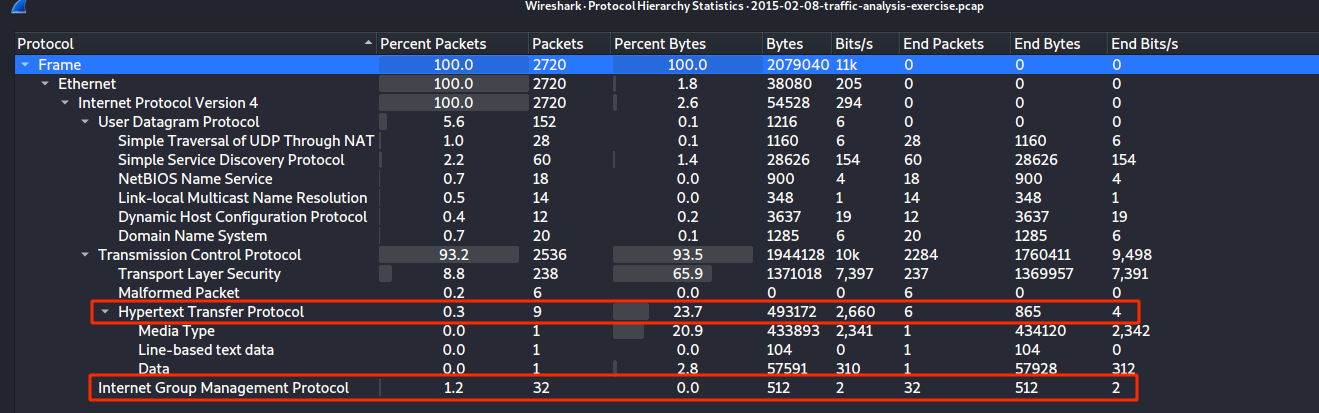 Wireshark · Protocol Hierarchy Statistics · 2015-02-08-traffic-analysis-exercise.pcap
Protocol Percent Packets Packets Percent Bytes Bytes Bits/s End Packets End Bytes End Bits/s
Frame 100.0 2720 100.0 2079040 11k 0 0 0
Ethernet 100.0 2720 1.8 38080 205 0 0 0
Internet Protocol Version 4 100.0 2720 2.6 54528 294 0 0 0
User Datagram Protocol 5.6 152 0.1 1216 6 0 0 0
Simple Traversal of UDP Through NAT 1.0 28 0.1 1160 6 28 1160 6
Simple Service Discovery Protocol 2.2 60 1.4 28626 154 60 28626 154
NetBIOS Name Service 0.7 18 0.0 900 4 18 900 4
Link-local Multicast Name Resolution 0.5 14 0.0 348 1 14 348 1
Dynamic Host Configuration Protocol 0.4 12 0.2 3637 19 12 3637 19
Domain Name System 0.7 20 0.1 1285 6 20 1285 6
Transmission Control Protocol 93.2 2536 93.5 1944128 10k 2284 1760411 9,498
Transport Layer Security 8.8 238 65.9 1371018 7,397 237 1369957 7,391
Malformed Packet 0.2 6 0.0 0 0 6 0 0
Hypertext Transfer Protocol 0.3 9 23.7 493172 2,660 6 865 4
Media Type 0.0 1 20.9 433893 2,341 1 434120 2,342
Line-based text data 0.0 1 0.0 104 0 1 104 0
Data 0.0 1 2.8 57591 310 1 57928 312
Internet Group Management Protocol 1.2 32 0.0 512 2 32 512 2